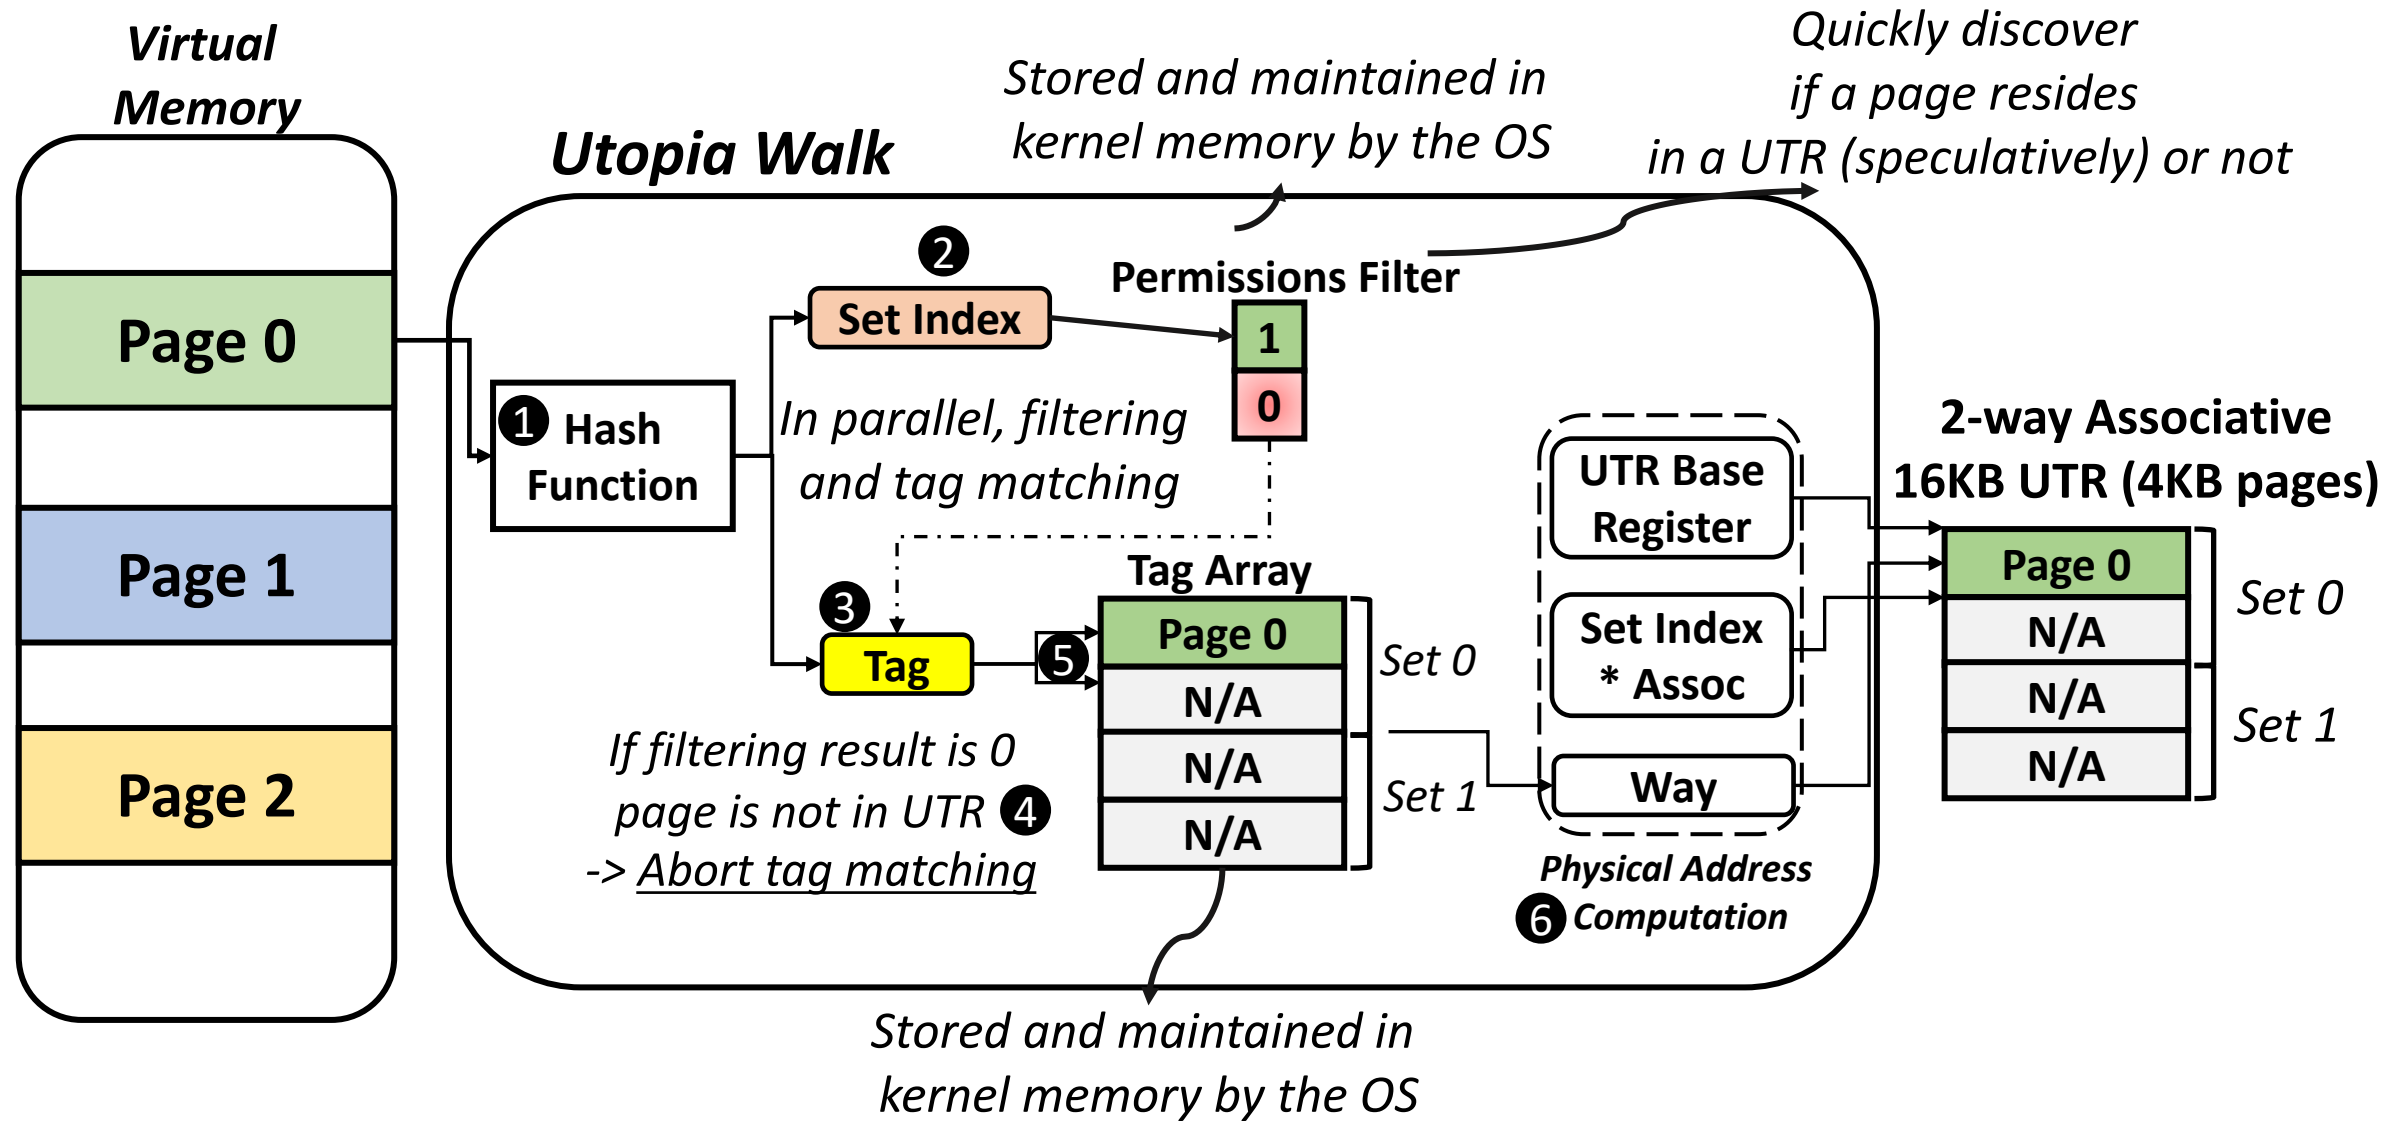 Virtual
Memory
Page 0
Page 1
Page 2
Utopia Walk
Stored and maintained in
kernel memory by the OS
Quickly discover
if a page resides
in a UTR (speculatively) or not
1
Hash
Function
2
Set Index
Permissions Filter
1
0
In parallel, filtering
and tag matching
3
Tag
5
If filtering result is 0
page is not in UTR 4
-> Abort tag matching
Tag Array
Page 0
N/A
N/A
N/A
Set 0
Set 1
Stored and maintained in
kernel memory by the OS
UTR Base
Register
Set Index
* Assoc
Way
Physical Address
6 Computation
2-way Associative
16KB UTR (4KB pages)
Page 0
N/A
N/A
N/A
Set 0
Set 1